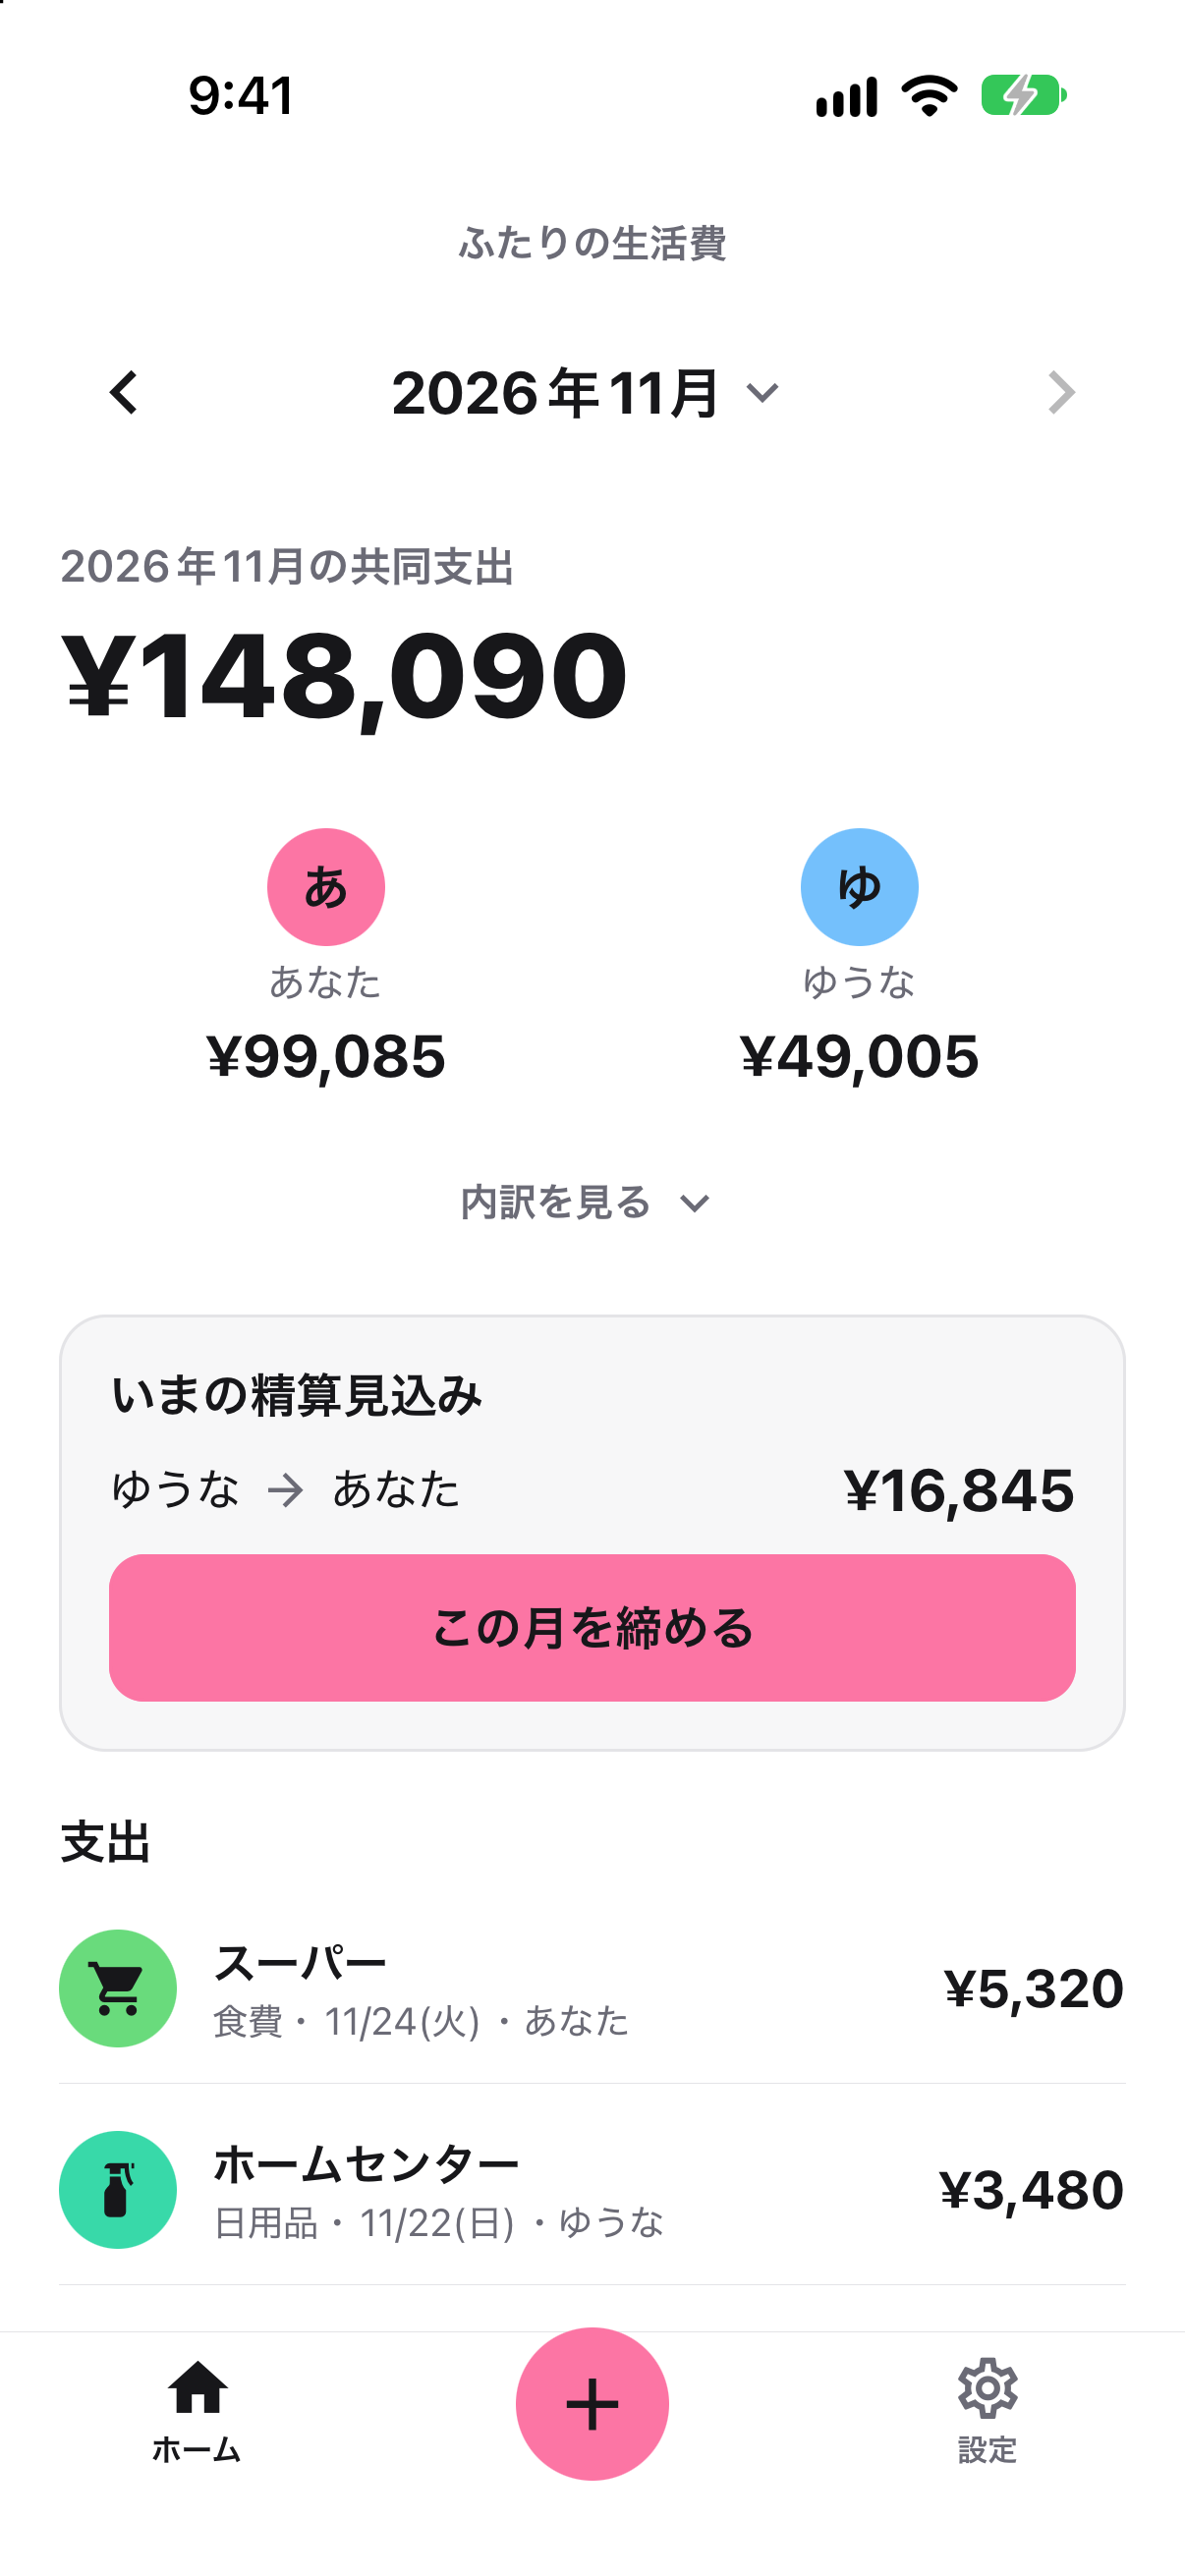 9:41
ふたりの生活費
2026年11月
2026年11月の共同支出
¥148,090
あ
ゆ
あなた
ゆうな
¥99,085
¥49,005
内訳を見る
いまの精算見込み
ゆうな → あなた ¥16,845
この月を締める
支出
スーパー
食費・11/24(火)・あなた
¥5,320
ホームセンター
日用品・11/22(日)・ゆうな
¥3,480
ホーム
設定